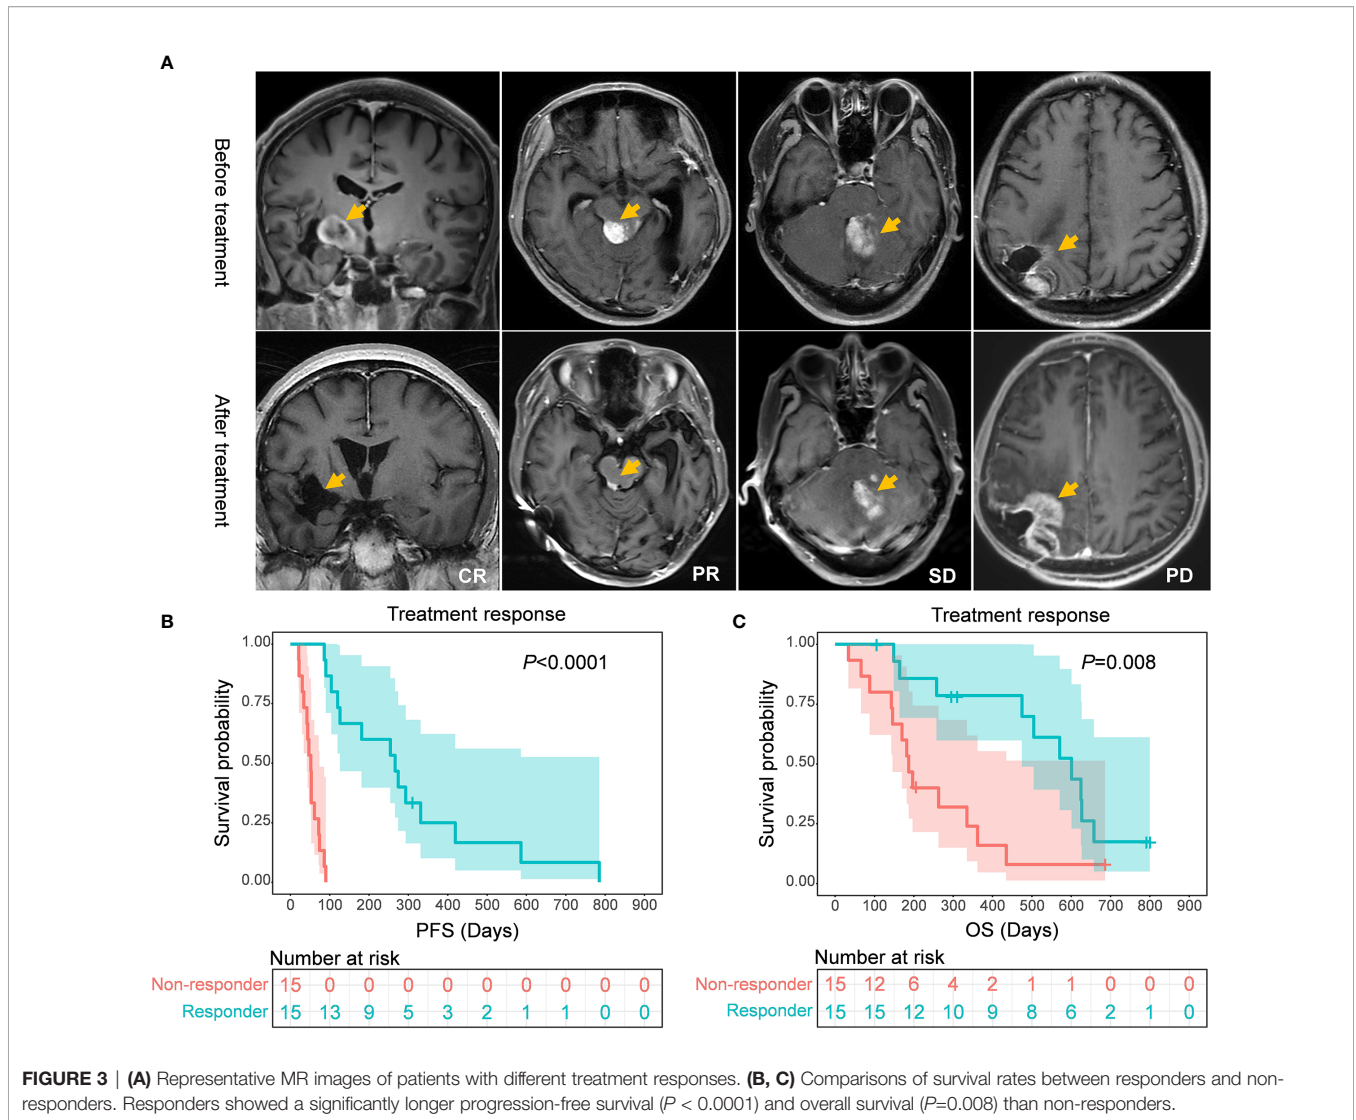 A
Before treatment
After treatment
CR
PR
SD
PD
B
Treatment response
P<0.0001
Survival probability
1.00
0.75
0.50
0.25
0.00
0 100 200 300 400 500 600 700 800 900
PFS (Days)
Number at risk
Non-responder 15 0 0 0 0 0 0 0 0 0
Responder 15 13 9 5 3 2 1 1 0 0
C
Treatment response
P=0.008
Survival probability
1.00
0.75
0.50
0.25
0.00
0 100 200 300 400 500 600 700 800 900
OS (Days)
Number at risk
Non-responder 15 12 6 4 2 1 1 0 0 0
Responder 15 15 12 10 9 8 6 2 1 0
FIGURE 3 | (A) Representative MR images of patients with different treatment responses. (B, C) Comparisons of survival rates between responders and non-
responders. Responders showed a significantly longer progression-free survival (P < 0.0001) and overall survival (P=0.008) than non-responders.